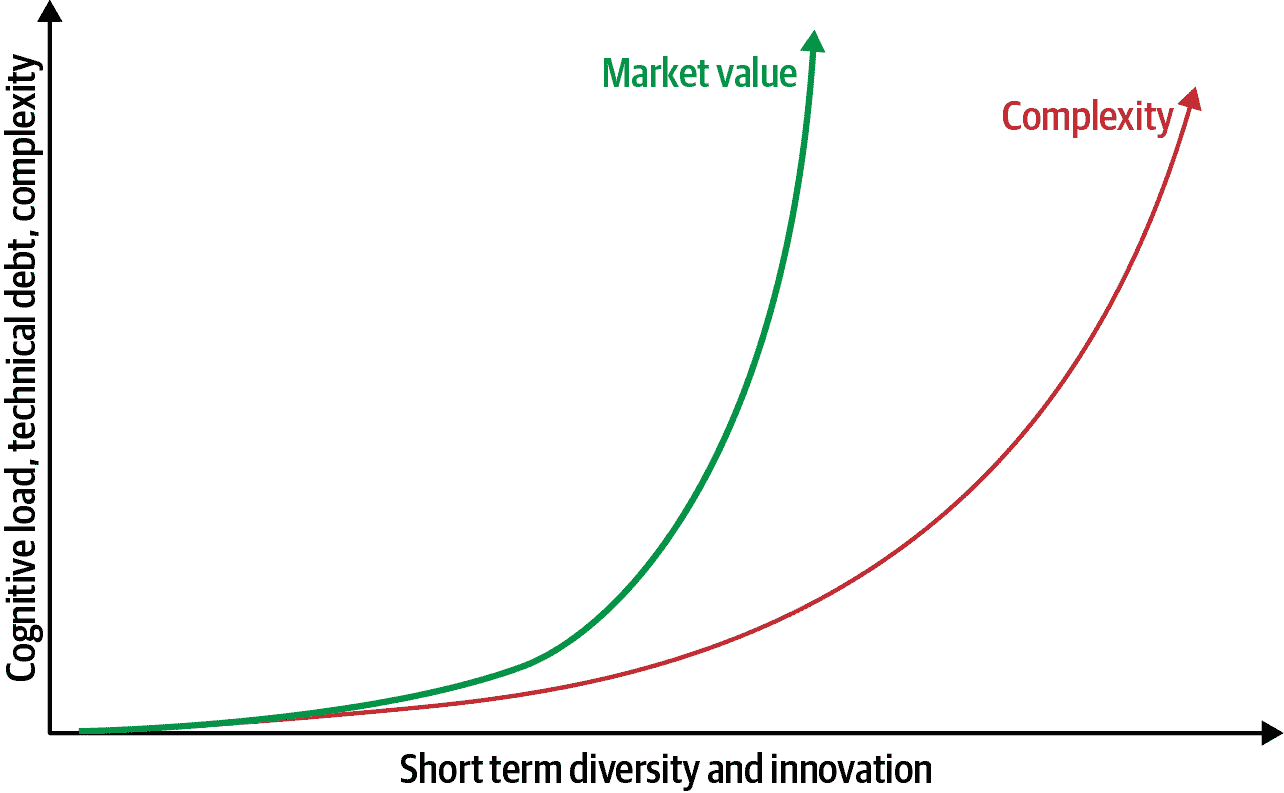 Market value
Complexity
Cognitive load, technical debt, complexity
Short term diversity and innovation